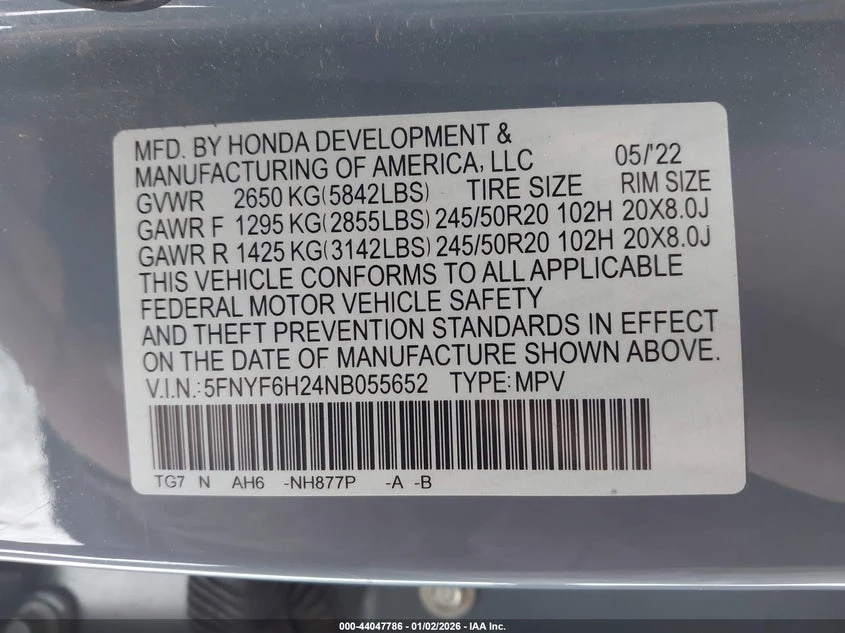 MFD. BY HONDA DEVELOPMENT &
MANUFACTURING OF AMERICA, LLC 05/'22
GVWR 2650 KG(5842LBS) TIRE SIZE RIM SIZE
GAWR F 1295 KG(2855LBS) 245/50R20 102H 20X8.0J
GAWR R 1425 KG(3142LBS) 245/50R20 102H 20X8.0J
THIS VEHICLE CONFORMS TO ALL APPLICABLE
FEDERAL MOTOR VEHICLE SAFETY
AND THEFT PREVENTION STANDARDS IN EFFECT
ON THE DATE OF MANUFACTURE SHOWN ABOVE.
V.I.N.:5FNYF6H24NB055652 TYPE:MPV
TG7 N AH6 -NH877P -A -B
000-44047786 - 01/02/2026 - IAA Inc.